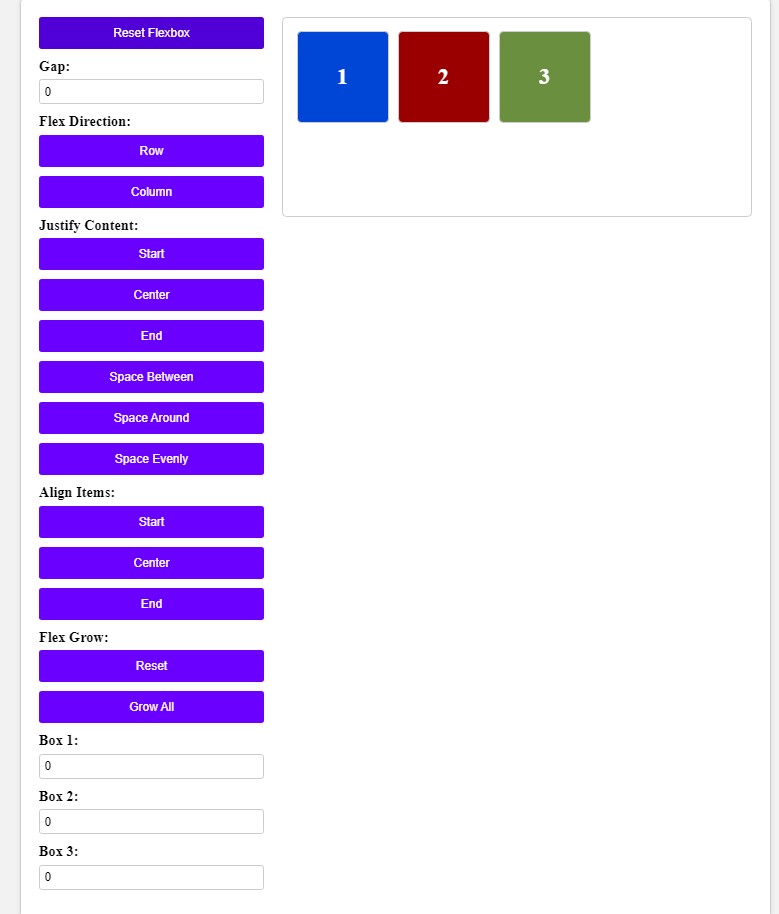 Reset Flexbox
Gap:
0
Flex Direction:
Row
Column
Justify Content:
Start
Center
End
Space Between
Space Around
Space Evenly
Align Items:
Start
Center
End
Flex Grow:
Reset
Grow All
Box 1:
0
Box 2:
0
Box 3:
0
1 2 3